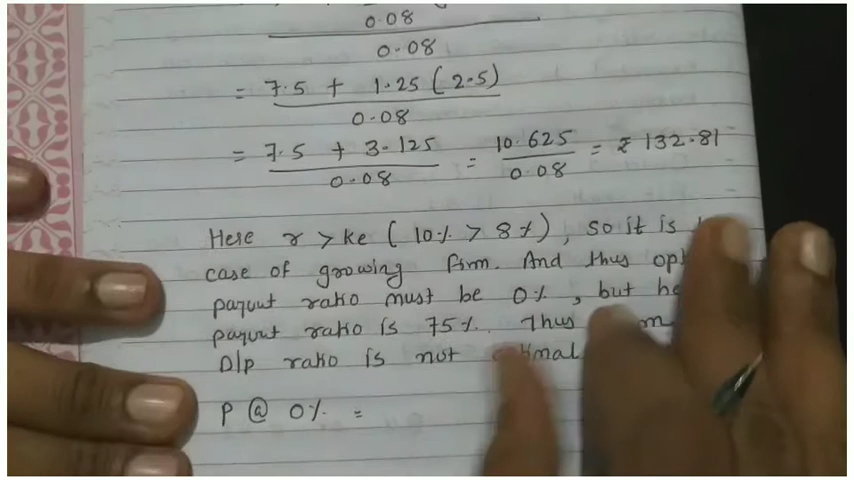 0.08
0.08
= 7.5 + 1.25 (2.5)
0.08
= 7.5 + 3.125 = 10.625 = ₹132.81
0.08 0.08
Here r > ke (10% > 8%), so it is
case of growing firm. And thus
payout ratio must be 0%, but
payout ratio is 75%. Thus
D/p ratio is not
P @ 0% =